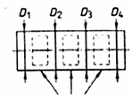 D₁ D₂ D₃ D₄